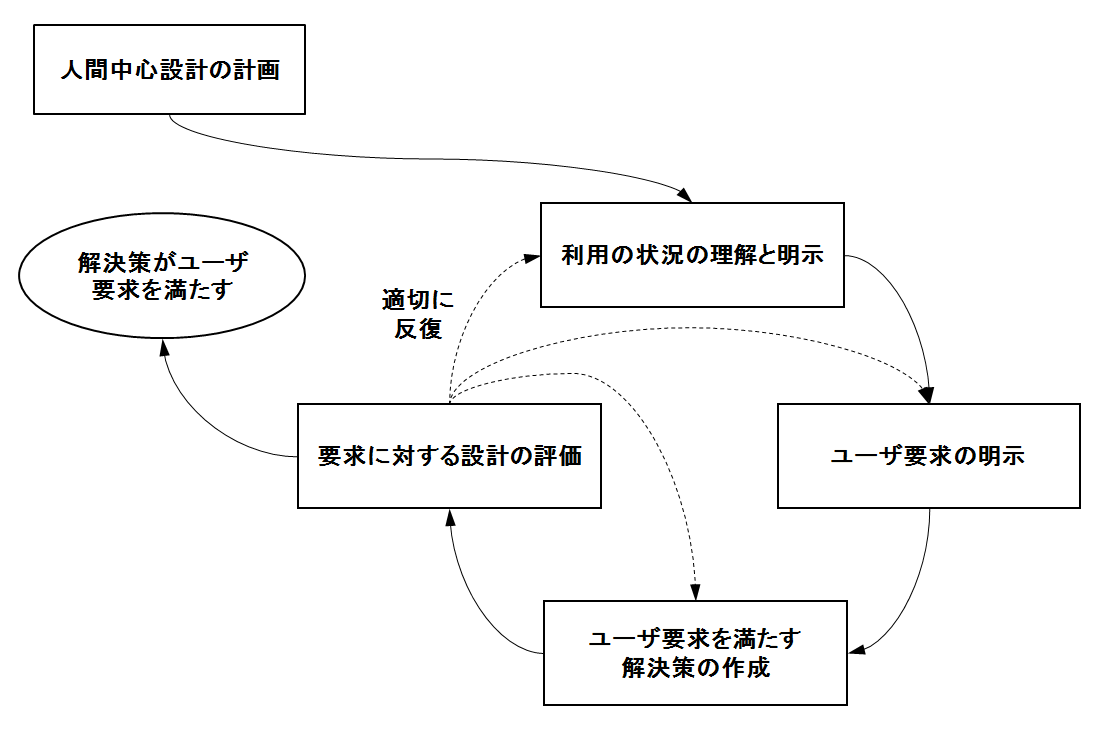 人間中心設計の計画
利用の状況の理解と明示
解決策がユーザ
要求を満たす
適切に
反復
要求に対する設計の評価
ユーザ要求の明示
ユーザ要求を満たす
解決策の作成